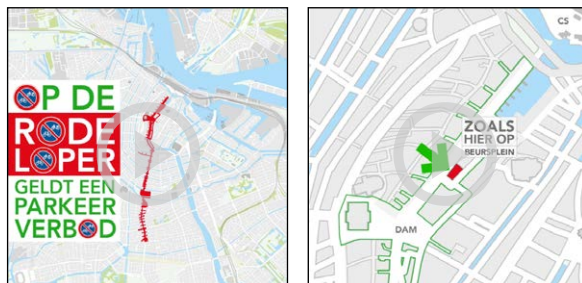 OP DE
RODE
LOPER
GELDT EEN
PARKEER
VERBOD
CS
ZOALS
HIER OP
BEURSPLEIN
DAM